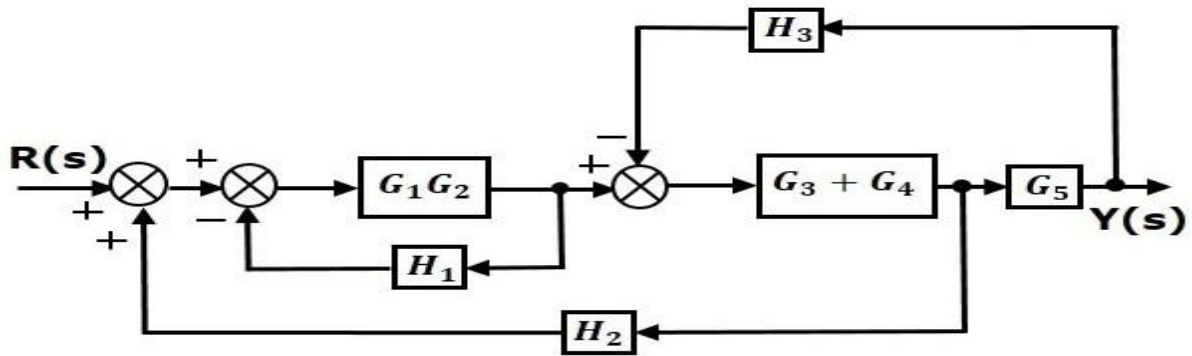 H₃
R(s)
+
+
+
−
G₁G₂
H₁
+
−
G₃ + G₄
G₅
Y(s)
H₂